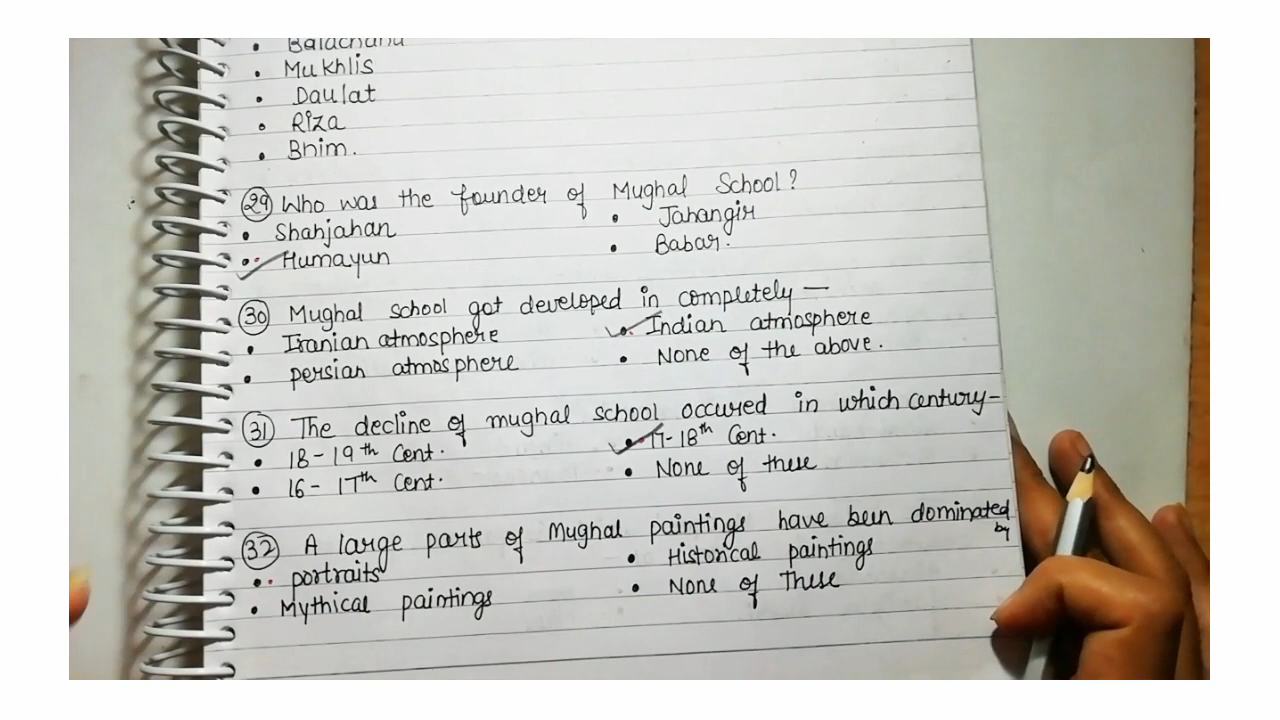 Balachand
• Mukhlis
• Daulat
• Riza
• Bhim.
29 Who was the founder of Mughal School?
• Shahjahan • Jahangir
• Humayun • Babar.
30 Mughal school got developed in completely —
• Iranian atmosphere • Indian atmosphere
• persian atmosphere • None of the above.
31 The decline of mughal school occured in which century-
• 18-19th Cent. • 17-18th Cent.
• 16-17th Cent. • None of these
32 A large parts of Mughal paintings have been dominated by
• portraits • Historical paintings
• Mythical paintings • None of These